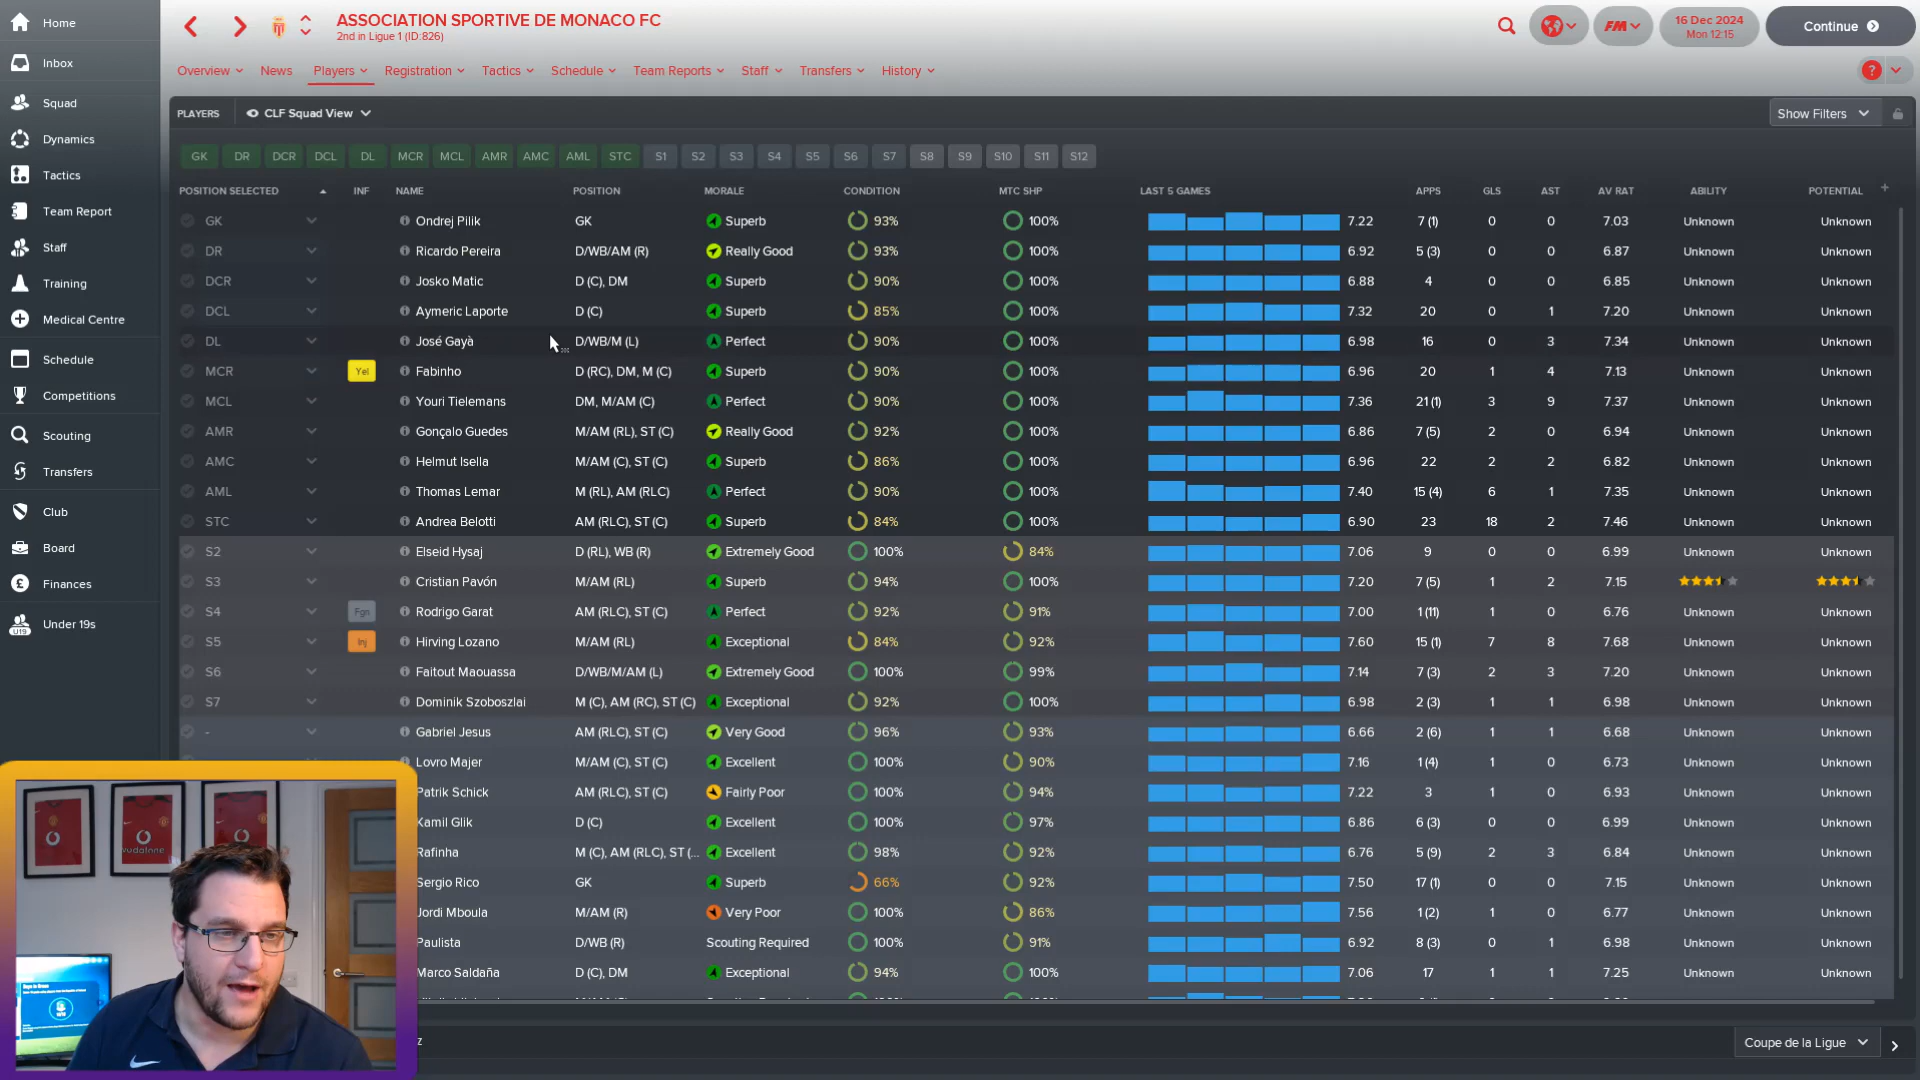 Home
Inbox
Squad
Dynamics
Tactics
Team Report
Staff
Training
Medical Centre
Schedule
Competitions
Scouting
Transfers
Club
Board
Finances
Under 19s
ASSOCIATION SPORTIVE DE MONACO FC
2nd in Ligue 1 (ID:826)
FM
16 Dec 2024
Mon 12:15
Continue
Overview News Players Registration Tactics Schedule Team Reports Staff Transfers History
?
PLAYERS CLF Squad View Show Filters
GK DR DCR DCL DL MCR MCL AMR AMC AML STC S1 S2 S3 S4 S5 S6 S7 S8 S9 S10 S11 S12
POSITION SELECTED INF NAME POSITION MORALE CONDITION MTC SHP LAST 5 GAMES APPS GLS AST AV RAT ABILITY POTENTIAL +
GK Ondrej Pilik GK Superb 93% 100% 7.22 7 (1) 0 0 7.03 Unknown Unknown
DR Ricardo Pereira D/WB/AM (R) Really Good 93% 100% 6.92 5 (3) 0 0 6.87 Unknown Unknown
DCR Josko Matic D (C), DM Superb 90% 100% 6.88 4 0 0 6.85 Unknown Unknown
DCL Aymeric Laporte D (C) Superb 85% 100% 7.32 20 0 1 7.20 Unknown Unknown
DL José Gayà D/WB/M (L) Perfect 90% 100% 6.98 16 0 3 7.34 Unknown Unknown
MCR Yel Fabinho D (RC), DM, M (C) Superb 90% 100% 6.96 20 1 4 7.13 Unknown Unknown
MCL Youri Tielemans DM, M/AM (C) Perfect 90% 100% 7.36 21 (1) 3 9 7.37 Unknown Unknown
AMR Gonçalo Guedes M/AM (RL), ST (C) Really Good 92% 100% 6.86 7 (5) 2 0 6.94 Unknown Unknown
AMC Helmut Isella M/AM (C), ST (C) Superb 86% 100% 6.96 22 2 2 6.82 Unknown Unknown
AML Thomas Lemar M (RL), AM (RLC) Perfect 90% 100% 7.40 15 (4) 6 1 7.35 Unknown Unknown
STC Andrea Belotti AM (RLC), ST (C) Superb 84% 100% 6.90 23 18 2 7.46 Unknown Unknown
S2 Elseid Hysaj D (RL), WB (R) Extremely Good 100% 84% 7.06 9 0 0 6.99 Unknown Unknown
S3 Cristian Pavón M/AM (RL) Superb 94% 100% 7.20 7 (5) 1 2 7.15
S4 Fgn Rodrigo Garat AM (RLC), ST (C) Perfect 92% 91% 7.00 1 (11) 1 0 6.76 Unknown Unknown
S5 Inj Hirving Lozano M/AM (RL) Exceptional 84% 92% 7.60 15 (1) 7 8 7.68 Unknown Unknown
S6 Faitout Maouassa D/WB/M/AM (L) Extremely Good 100% 99% 7.14 7 (3) 2 3 7.20 Unknown Unknown
S7 Dominik Szoboszlai M (C), AM (RC), ST (C) Exceptional 92% 100% 6.98 2 (3) 1 1 6.98 Unknown Unknown
- Gabriel Jesus AM (RLC), ST (C) Very Good 96% 93% 6.66 2 (6) 1 1 6.68 Unknown Unknown
Lovro Majer M/AM (C), ST (C) Excellent 100% 90% 7.16 1 (4) 1 0 6.73 Unknown Unknown
Patrik Schick AM (RLC), ST (C) Fairly Poor 100% 94% 7.22 3 1 0 6.93 Unknown Unknown
Kamil Glik D (C) Excellent 100% 97% 6.86 6 (3) 0 0 6.99 Unknown Unknown
Rafinha M (C), AM (RLC), ST (... Excellent 98% 92% 6.76 5 (9) 2 3 6.84 Unknown Unknown
Sergio Rico GK Superb 66% 92% 7.50 17 (1) 0 0 7.15 Unknown Unknown
Jordi Mboula M/AM (R) Very Poor 100% 86% 7.56 1 (2) 1 0 6.77 Unknown Unknown
Paulista D/WB (R) Scouting Required 100% 91% 6.92 8 (3) 0 1 6.98 Unknown Unknown
Marco Saldaña D (C), DM Exceptional 94% 100% 7.06 17 1 1 7.25 Unknown Unknown
z
Coupe de la Ligue
vodafone
U19